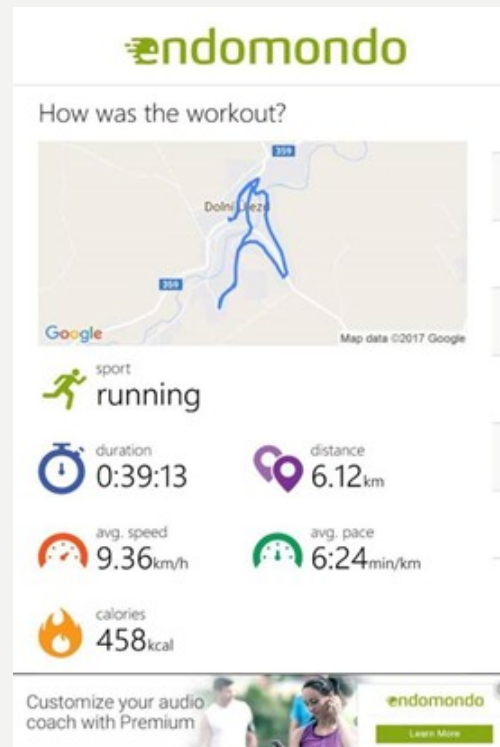 endomondo
How was the workout?
359
Dolní Újezd
359
Google
Map data ©2017 Google
sport
running
duration
0:39:13
distance
6.12km
avg. speed
9.36km/h
avg. pace
6:24min/km
calories
458kcal
Customize your audio
coach with Premium
endomondo
Learn More